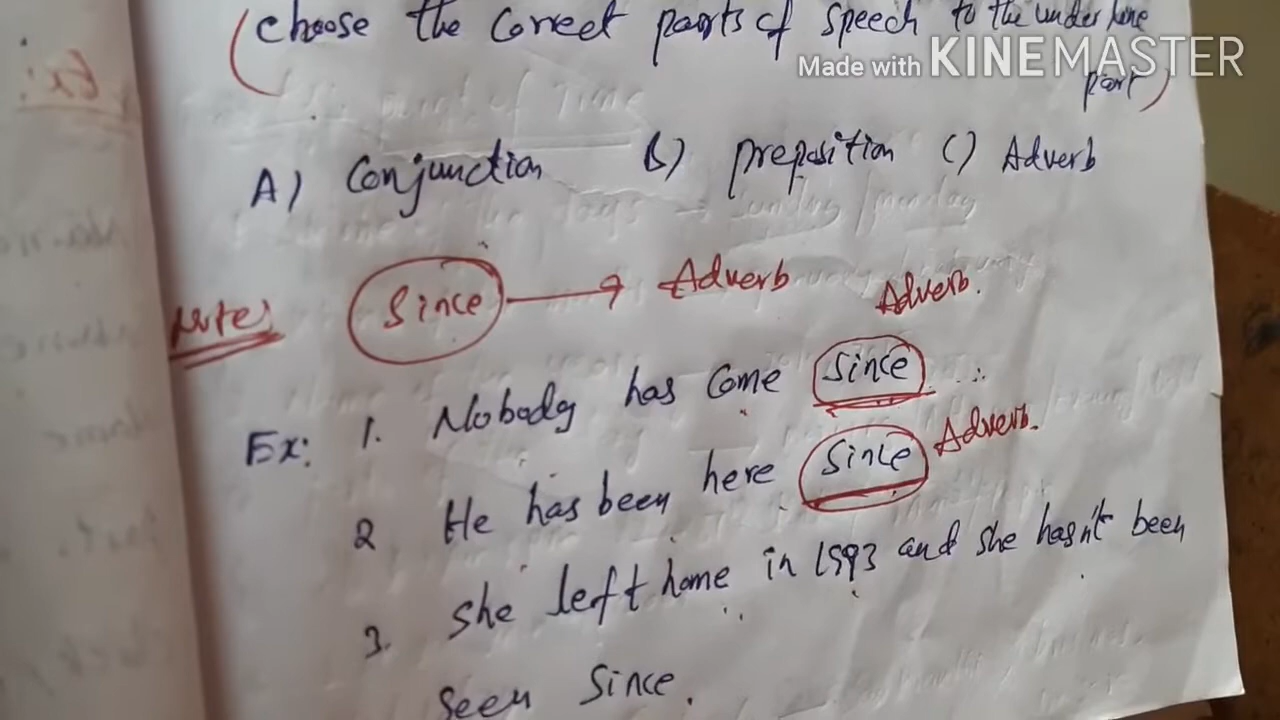 (Choose the Correct parts of speech to the underline
Made with KINEMASTER
part)
A) Conjunction B) preposition C) Adverb
Note: Since → Adverb
Adverb.
Ex: 1. Nobody has Come Since
2 He has been here Since Adverb.
3. She left home in 1993 and she hasn't been
Seen Since.